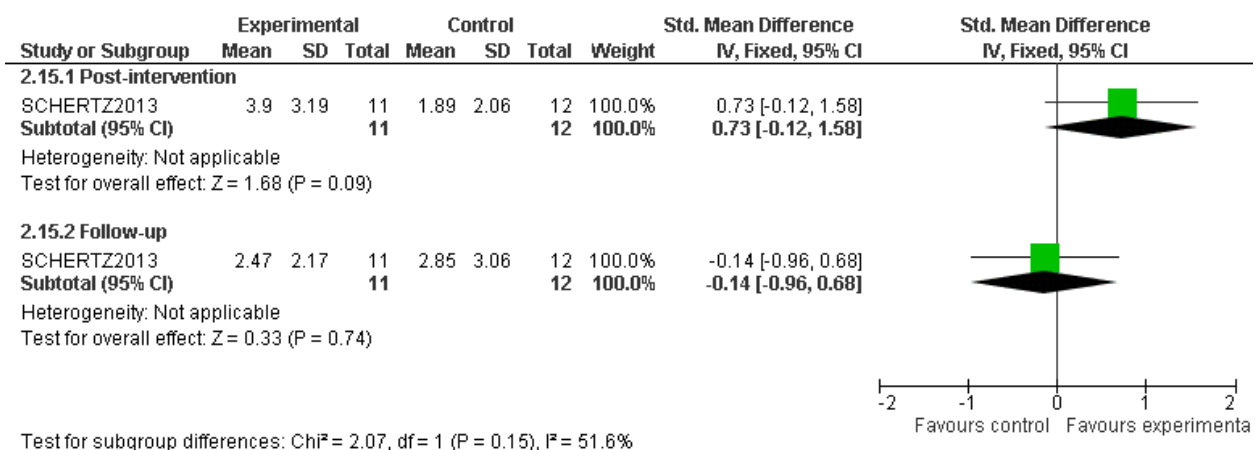 Experimental Control Std. Mean Difference Std. Mean Difference
Study or Subgroup Mean SD Total Mean SD Total Weight IV, Fixed, 95% CI IV, Fixed, 95% CI
2.15.1 Post-intervention
SCHERTZ2013 3.9 3.19 11 1.89 2.06 12 100.0% 0.73 [-0.12, 1.58]
Subtotal (95% CI) 11 12 100.0% 0.73 [-0.12, 1.58]
Heterogeneity: Not applicable
Test for overall effect: Z = 1.68 (P = 0.09)
2.15.2 Follow-up
SCHERTZ2013 2.47 2.17 11 2.85 3.06 12 100.0% -0.14 [-0.96, 0.68]
Subtotal (95% CI) 11 12 100.0% -0.14 [-0.96, 0.68]
Heterogeneity: Not applicable
Test for overall effect: Z = 0.33 (P = 0.74)
-2 -1 0 1 2
Favours control Favours experimenta
Test for subgroup differences: Chi² = 2.07, df = 1 (P = 0.15), I² = 51.6%